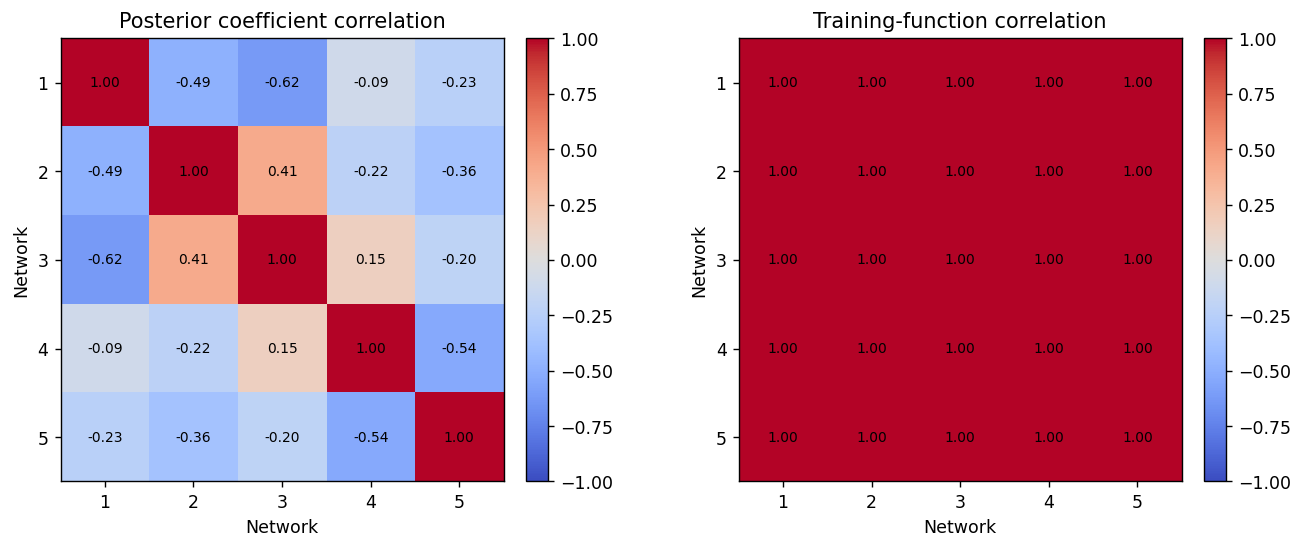 Posterior coefficient correlation
1 1.00 -0.49 -0.62 -0.09 -0.23
2 -0.49 1.00 0.41 -0.22 -0.36
3 -0.62 0.41 1.00 0.15 -0.20
4 -0.09 -0.22 0.15 1.00 -0.54
5 -0.23 -0.36 -0.20 -0.54 1.00
1 2 3 4 5
Network
Network
1.00
0.75
0.50
0.25
0.00
−0.25
−0.50
−0.75
−1.00
Training-function correlation
1 1.00 1.00 1.00 1.00 1.00
2 1.00 1.00 1.00 1.00 1.00
3 1.00 1.00 1.00 1.00 1.00
4 1.00 1.00 1.00 1.00 1.00
5 1.00 1.00 1.00 1.00 1.00
1 2 3 4 5
Network
Network
1.00
0.75
0.50
0.25
0.00
−0.25
−0.50
−0.75
−1.00